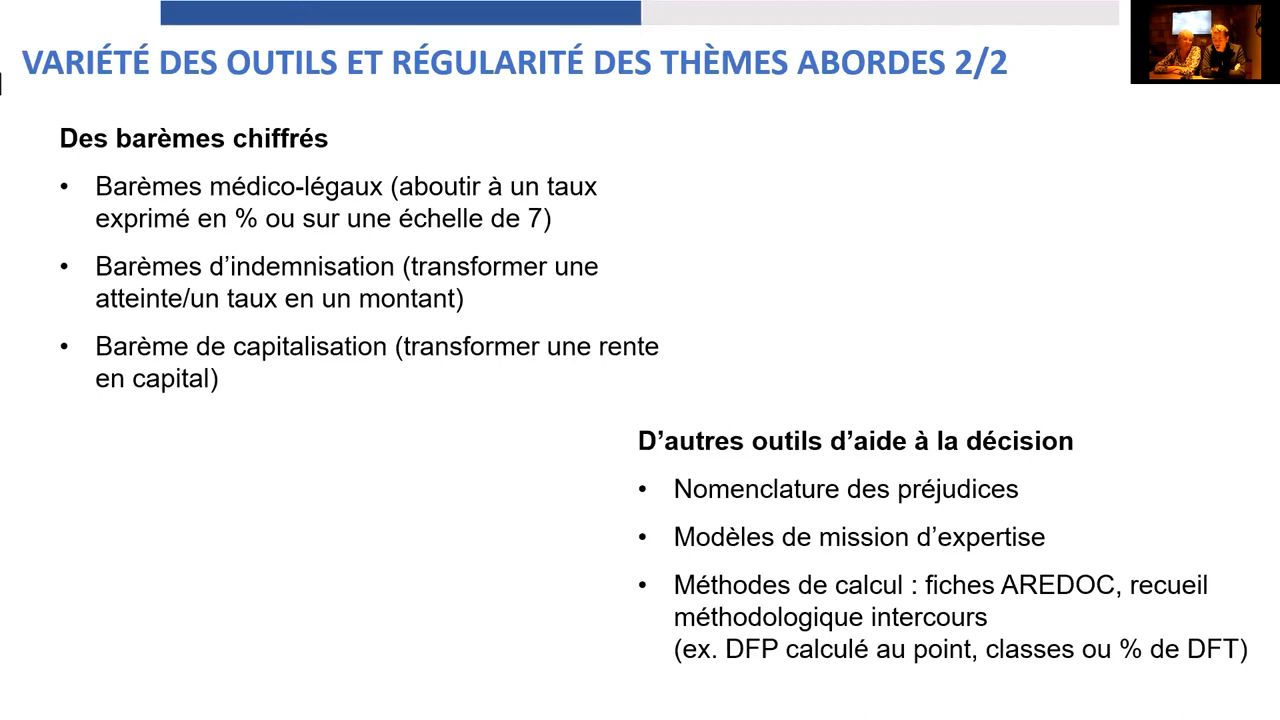 VARIÉTÉ DES OUTILS ET RÉGULARITÉ DES THÈMES ABORDES 2/2
Des barèmes chiffrés
• Barèmes médico-légaux (aboutir à un taux
exprimé en % ou sur une échelle de 7)
• Barèmes d’indemnisation (transformer une
atteinte/un taux en un montant)
• Barème de capitalisation (transformer une rente
en capital)
D’autres outils d’aide à la décision
• Nomenclature des préjudices
• Modèles de mission d’expertise
• Méthodes de calcul : fiches AREDOC, recueil
méthodologique intercours
(ex. DFP calculé au point, classes ou % de DFT)